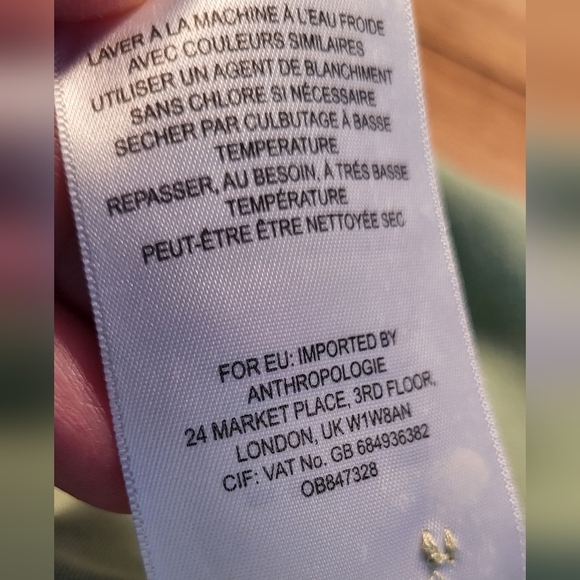 LAVER À LA MACHINE À L'EAU FROIDE
AVEC COULEURS SIMILAIRES
UTILISER UN AGENT DE BLANCHIMENT
SANS CHLORE SI NÉCESSAIRE
SECHER PAR CULBUTAGE À BASSE
TEMPERATURE
REPASSER, AU BESOIN, À TRÉS BASSE
TEMPÉRATURE
PEUT-ÊTRE ÊTRE NETTOYÉE SEC
FOR EU: IMPORTED BY
ANTHROPOLOGIE
24 MARKET PLACE, 3RD FLOOR,
LONDON, UK W1W8AN
CIF: VAT No. GB 684936382
OB847328